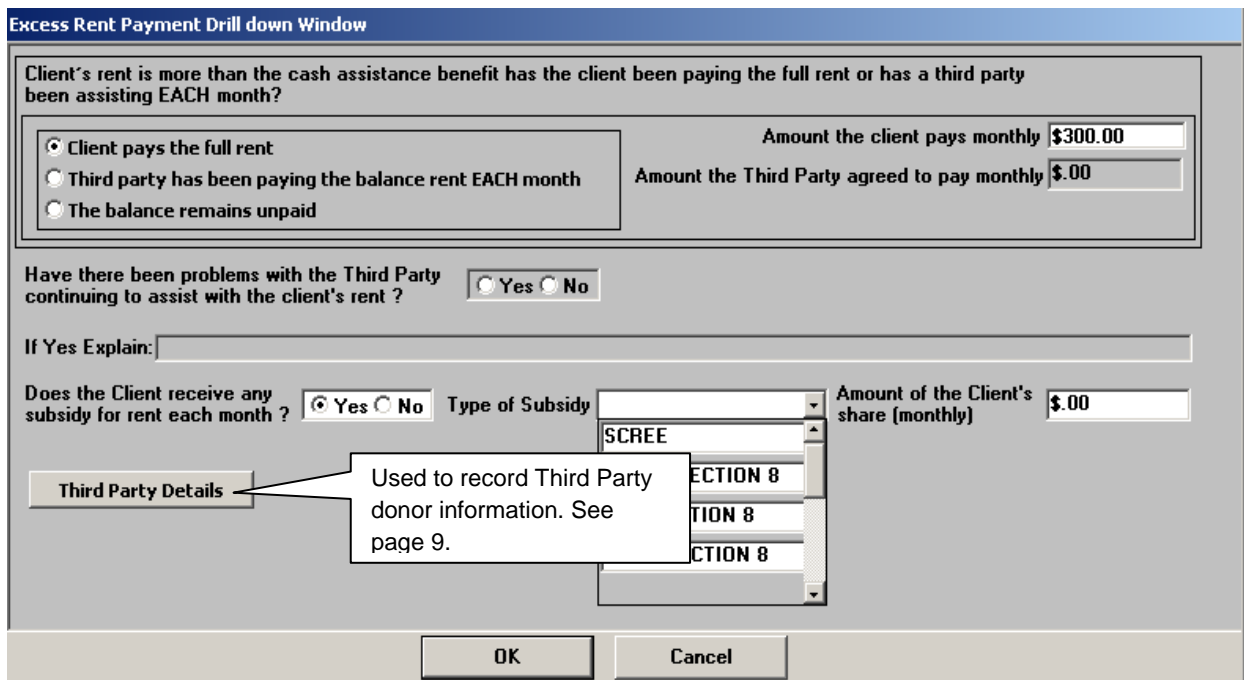 Excess Rent Payment Drill down Window
Client´s rent is more than the cash assistance benefit has the client been paying the full rent or has a third party
been assisting EACH month?
Client pays the full rent
Third party has been paying the balance rent EACH month
The balance remains unpaid
Amount the client pays monthly $300.00
Amount the Third Party agreed to pay monthly $.00
Have there been problems with the Third Party
continuing to assist with the client's rent ?
Yes No
If Yes Explain:
Does the Client receive any
subsidy for rent each month ?
Yes No
Type of Subsidy
SCREE
ECTION 8
TION 8
CTION 8
Amount of the Client's
share (monthly)
$.00
Third Party Details
Used to record Third Party
donor information. See
page 9.
OK Cancel